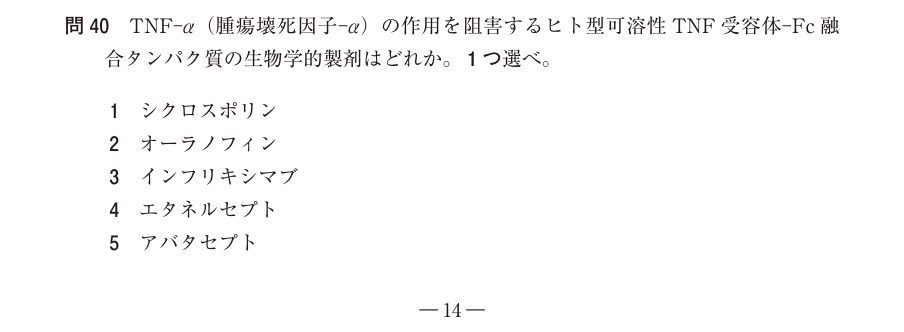 問 40 TNF-α（腫瘍壊死因子-α）の作用を阻害するヒト型可溶性 TNF 受容体-Fc 融
合タンパク質の生物学的製剤はどれか。1つ選べ。
1 シクロスポリン
2 オーラノフィン
3 インフリキシマブ
4 エタネルセプト
5 アバタセプト
— 14 —